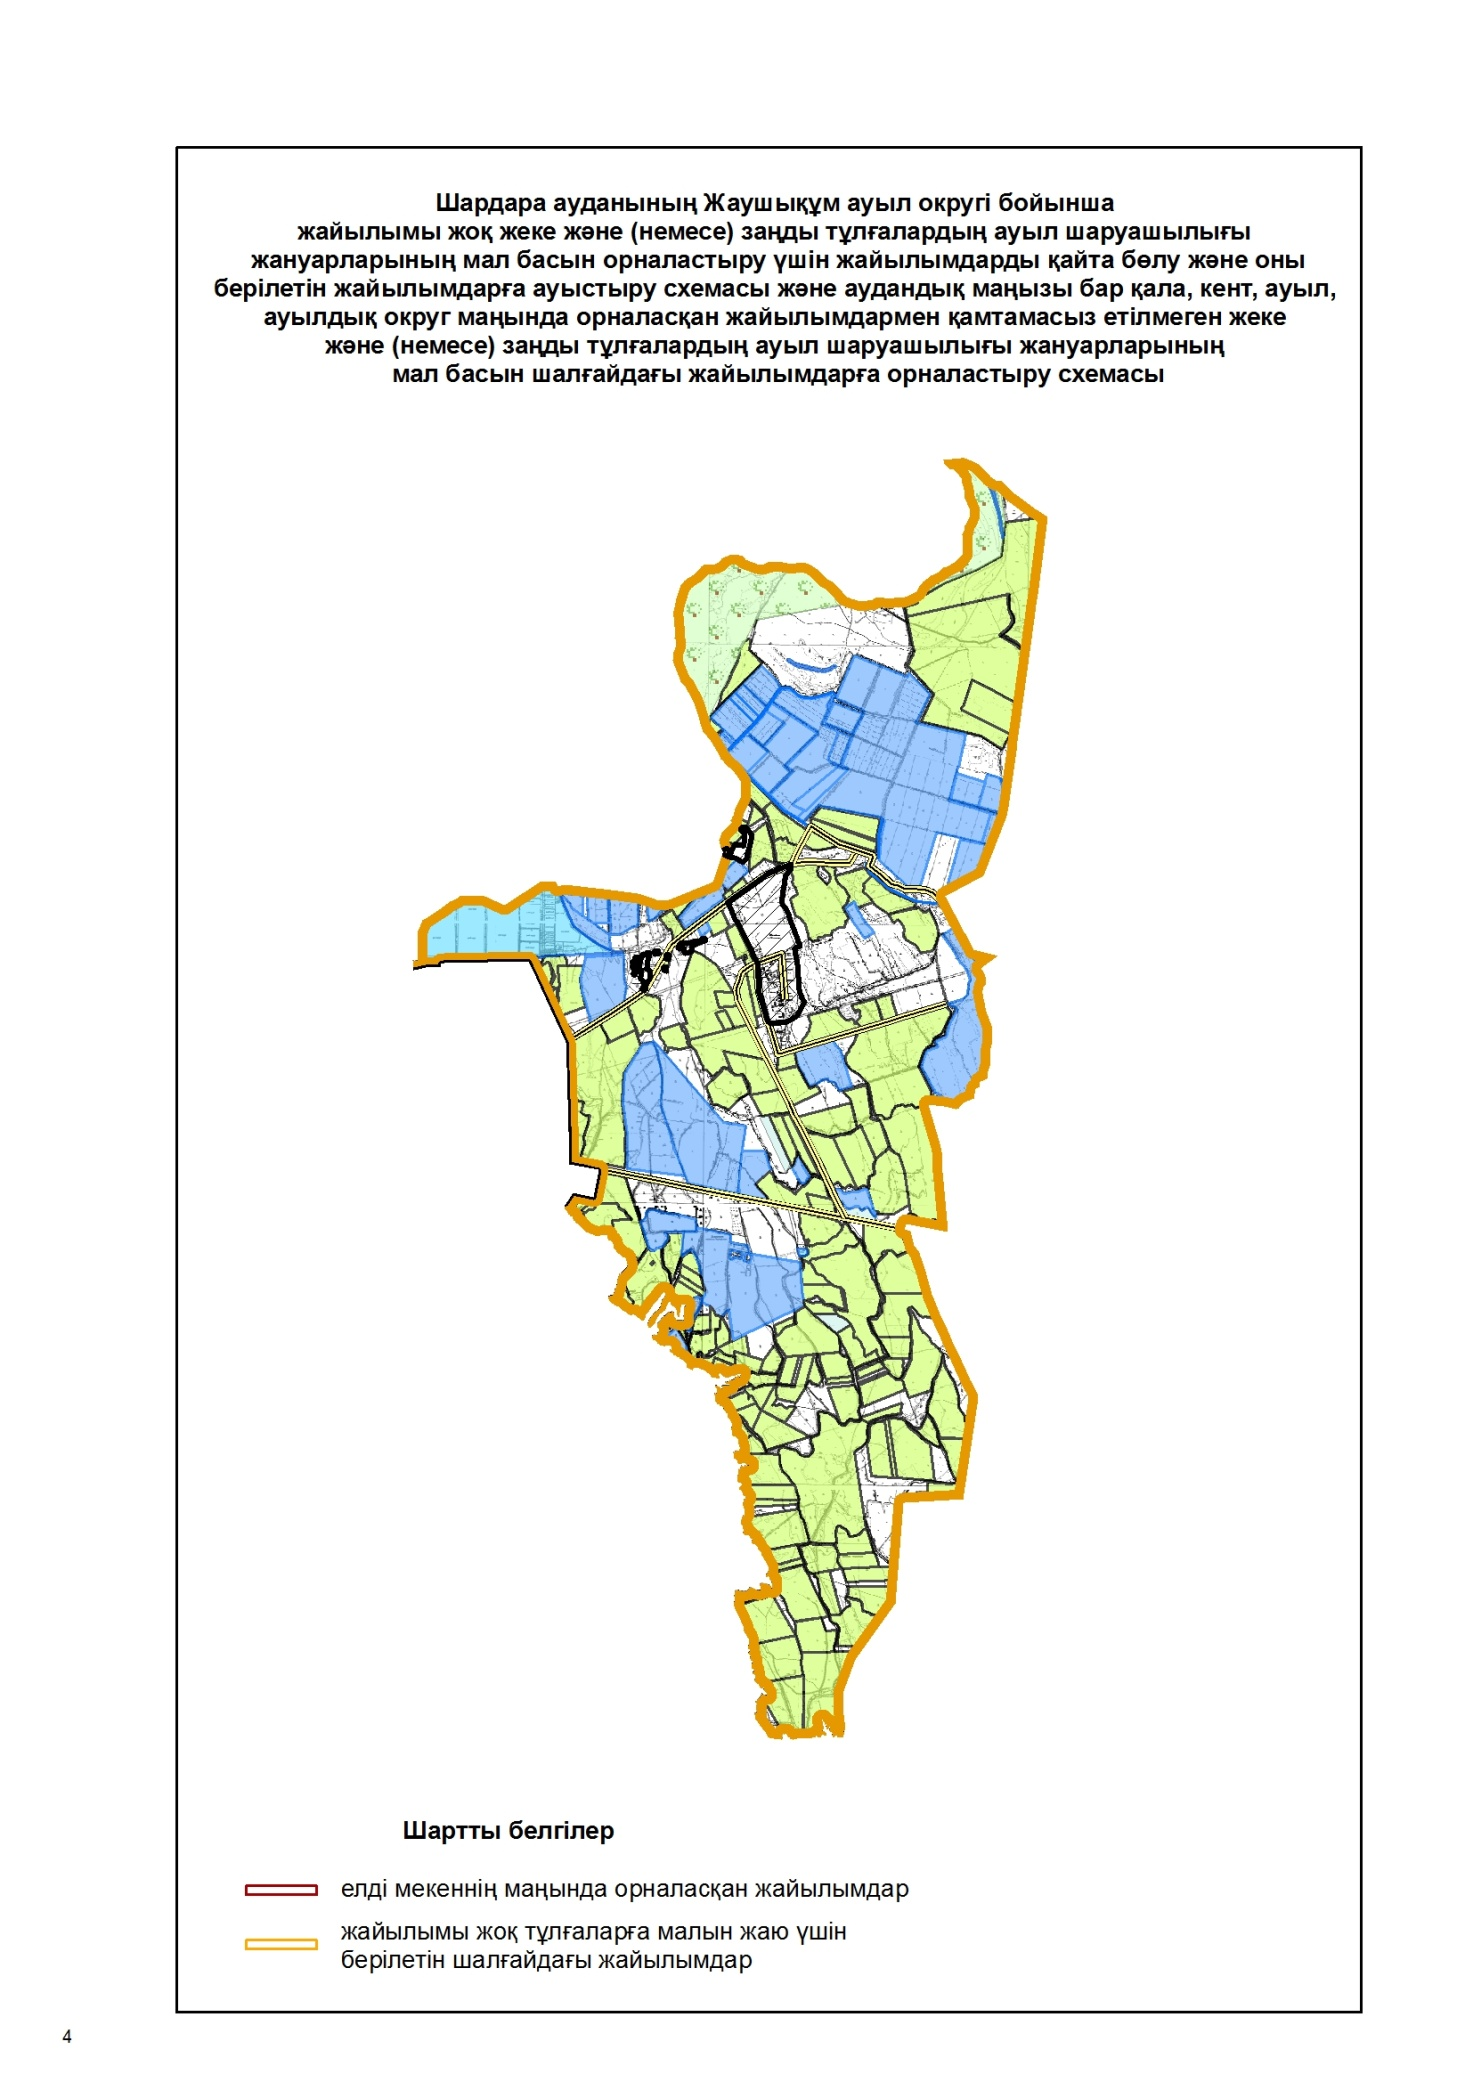 Шардара ауданының Жаушықұм ауыл округі бойынша
жайылымы жоқ жеке және (немесе) заңды тұлғалардың ауыл шаруашылығы
жануарларының мал басын орналастыру үшін жайылымдарды қайта бөлу және оны
берілетін жайылымдарға ауыстыру схемасы және аудандық маңызы бар қала, кент, ауыл,
ауылдық округ маңында орналасқан жайылымдармен қамтамасыз етілмеген жеке
және (немесе) заңды тұлғалардың ауыл шаруашылығы жануарларының
мал басын шалғайдағы жайылымдарға орналастыру схемасы
Шартты белгілер
елді мекеннің маңында орналасқан жайылымдар
жайылымы жоқ тұлғаларға малын жаю үшін
берілетін шалғайдағы жайылымдар
4